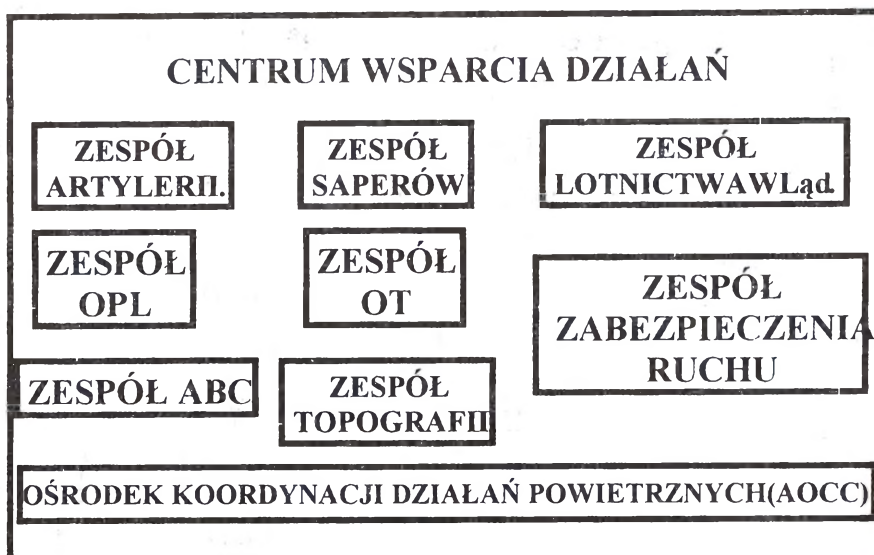 CENTRUM WSPARCIA DZIAŁAŃ
ZESPÓŁ
ARTYLERII.
ZESPÓŁ
SAPERÓW
ZESPÓŁ
LOTNICTWAWLąd.
ZESPÓŁ
OPL
ZESPÓŁ
OT
ZESPÓŁ
ZABEZPIECZENIA
RUCHU
ZESPÓŁ ABC
ZESPÓŁ
TOPOGRAFII
OŚRODEK KOORDYNACJI DZIAŁAŃ POWIETRZNYCH(AOCC)